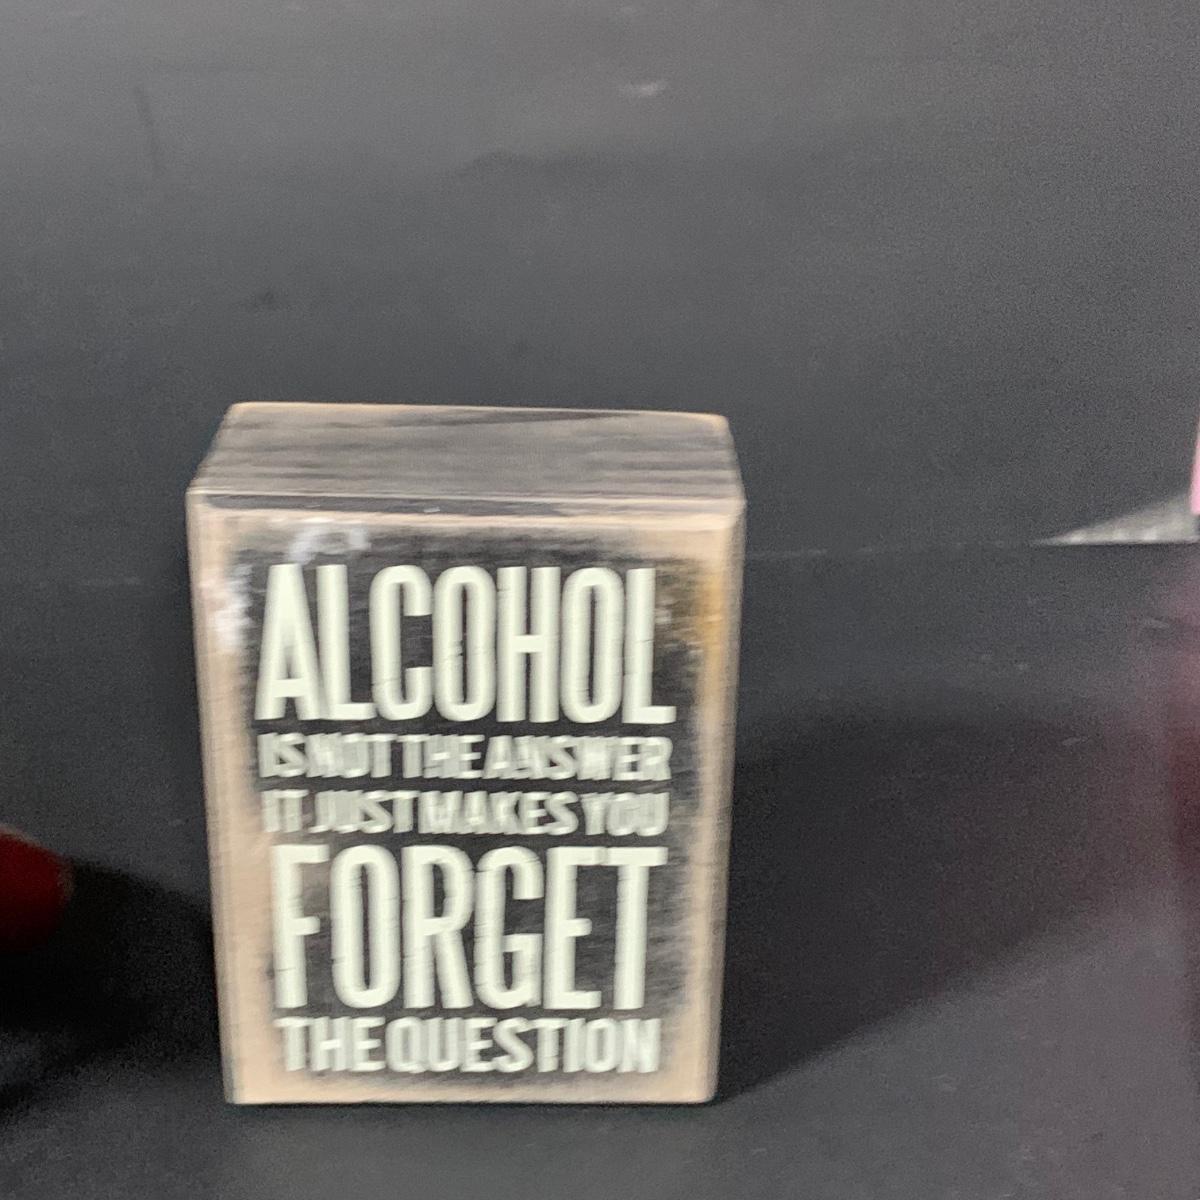 ALCOHOL
IS NOT THE ANSWER
IT JUST MAKES YOU
FORGET
THE QUESTION